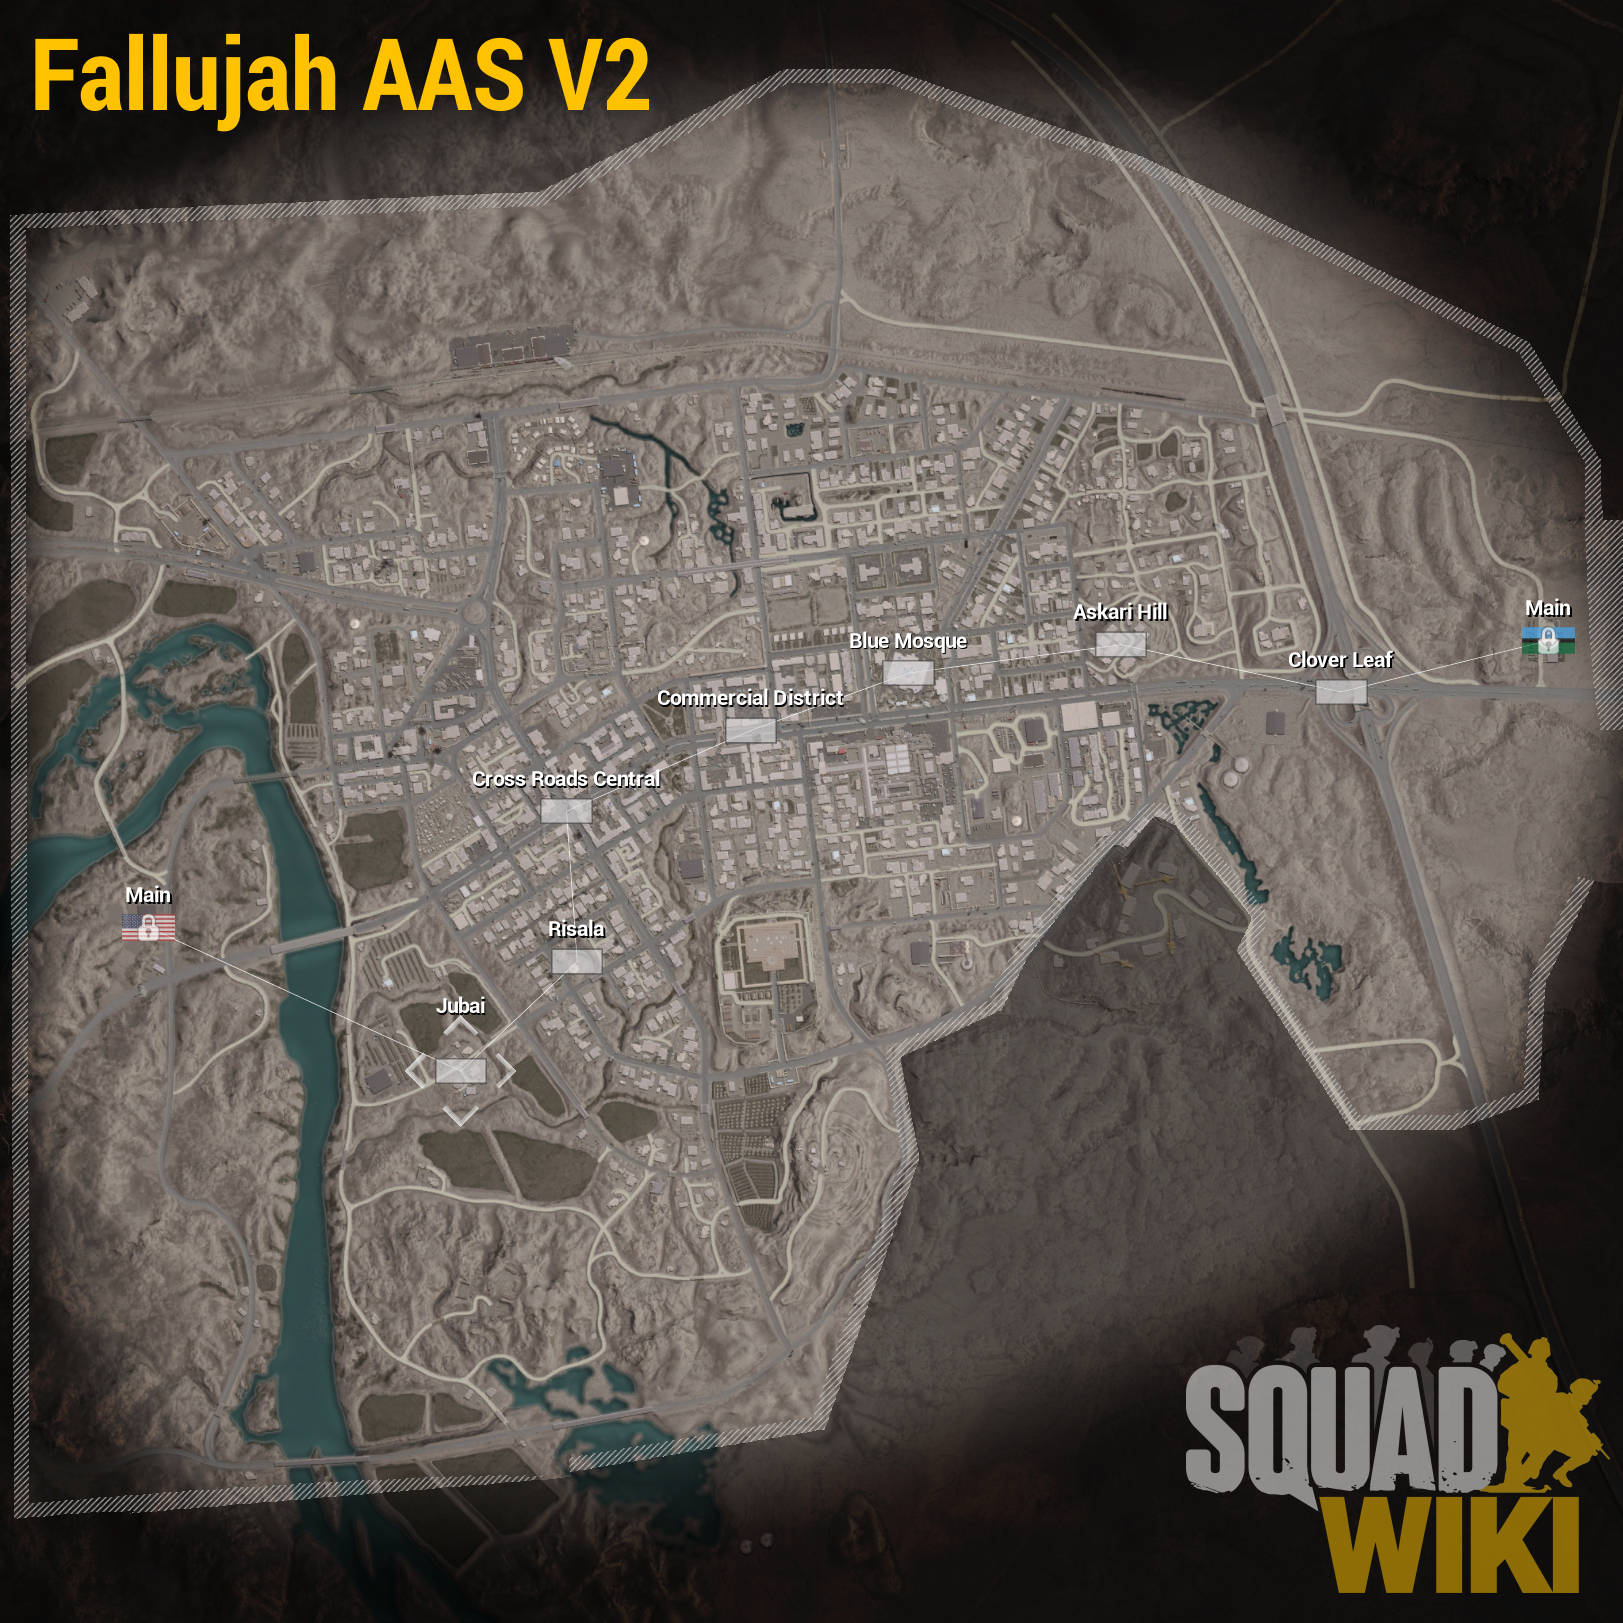 Fallujah AAS V2
Main
Askari Hill
Blue Mosque
Clover Leaf
Commercial District
Cross Roads Central
Main
Risala
Jubai
SQUAD
WIKI